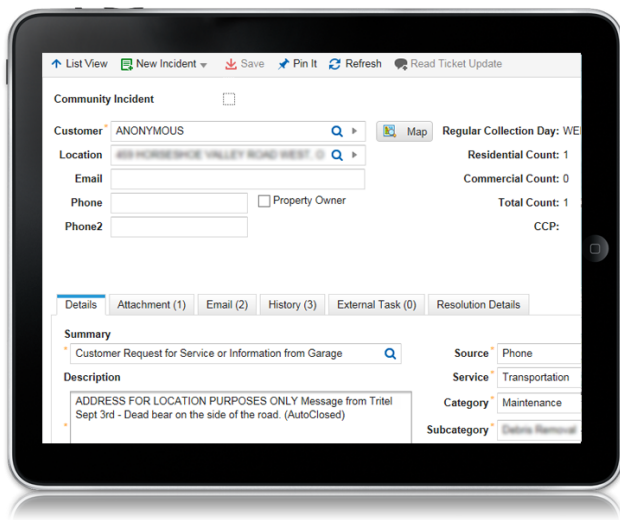 List View New Incident Save Pin It Refresh Read Ticket Update
Community Incident
Customer * ANONYMOUS Map Regular Collection Day: WE
Location Residential Count: 1
Email Commercial Count: 0
Phone Property Owner Total Count: 1
Phone2 CCP:
Details Attachment (1) Email (2) History (3) External Task (0) Resolution Details
Summary
* Customer Request for Service or Information from Garage Source * Phone
Description Service * Transportation
ADDRESS FOR LOCATION PURPOSES ONLY Message from Tritel Category * Maintenance
Sept 3rd - Dead bear on the side of the road. (AutoClosed)
* Subcategory *